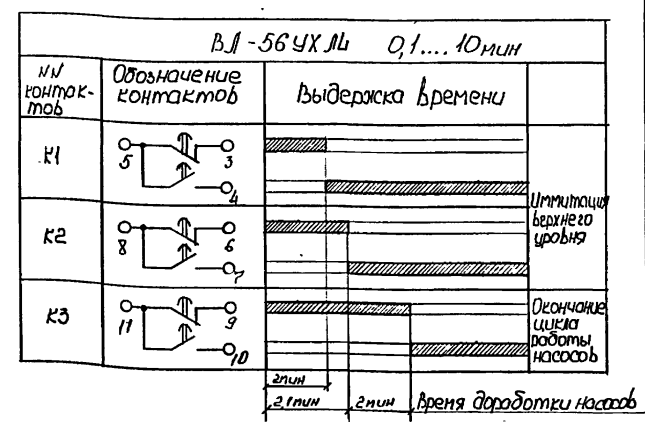 ВЛ-56УХЛ4 0,1....10мин
NN контак-
тов
Обозначение
контактов
Выдержка времени
К1
5
3
4
Иммитация
верхнего
уровня
К2
8
6
7
К3
11
9
10
Окончание
цикла
работы
насосов
2мин
2,1мин
2мин
Время доработки насосов